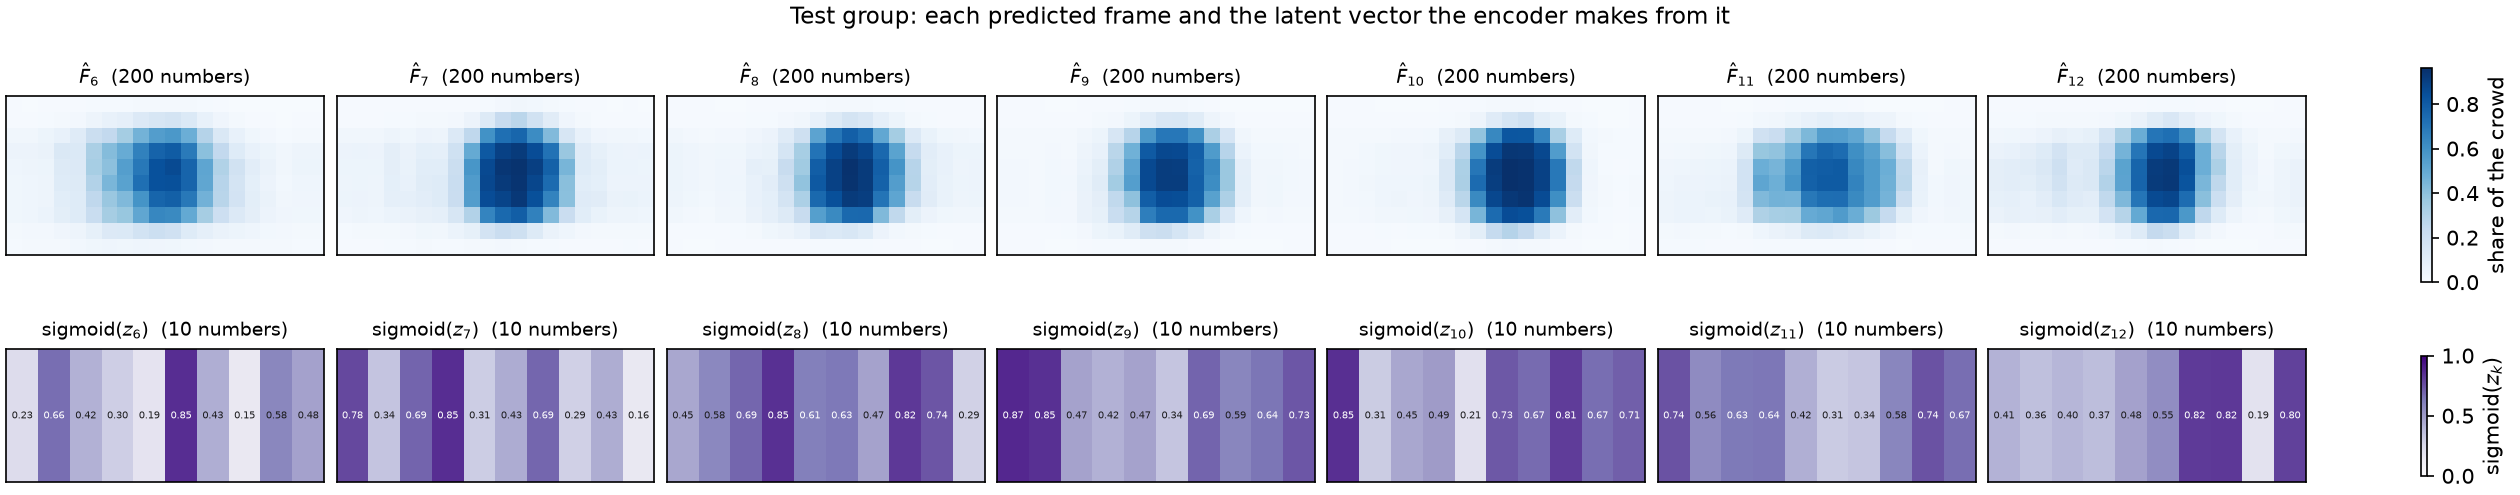 Test group: each predicted frame and the latent vector the encoder makes from it
F̂₆ (200 numbers)
F̂₇ (200 numbers)
F̂₈ (200 numbers)
F̂₉ (200 numbers)
F̂₁₀ (200 numbers)
F̂₁₁ (200 numbers)
F̂₁₂ (200 numbers)
0.8
0.6
0.4
0.2
0.0
share of the crowd
sigmoid(z₆) (10 numbers)
sigmoid(z₇) (10 numbers)
sigmoid(z₈) (10 numbers)
sigmoid(z₉) (10 numbers)
sigmoid(z₁₀) (10 numbers)
sigmoid(z₁₁) (10 numbers)
sigmoid(z₁₂) (10 numbers)
0.23 0.66 0.42 0.30 0.19 0.85 0.43 0.15 0.58 0.48
0.78 0.34 0.69 0.85 0.31 0.43 0.69 0.29 0.43 0.16
0.45 0.58 0.69 0.85 0.61 0.63 0.47 0.82 0.74 0.29
0.87 0.85 0.47 0.42 0.47 0.34 0.69 0.59 0.64 0.73
0.85 0.31 0.45 0.49 0.21 0.73 0.67 0.81 0.67 0.71
0.74 0.56 0.63 0.64 0.42 0.31 0.34 0.58 0.74 0.67
0.41 0.36 0.40 0.37 0.48 0.55 0.82 0.82 0.19 0.80
1.0
0.5
0.0
sigmoid(zₖ)